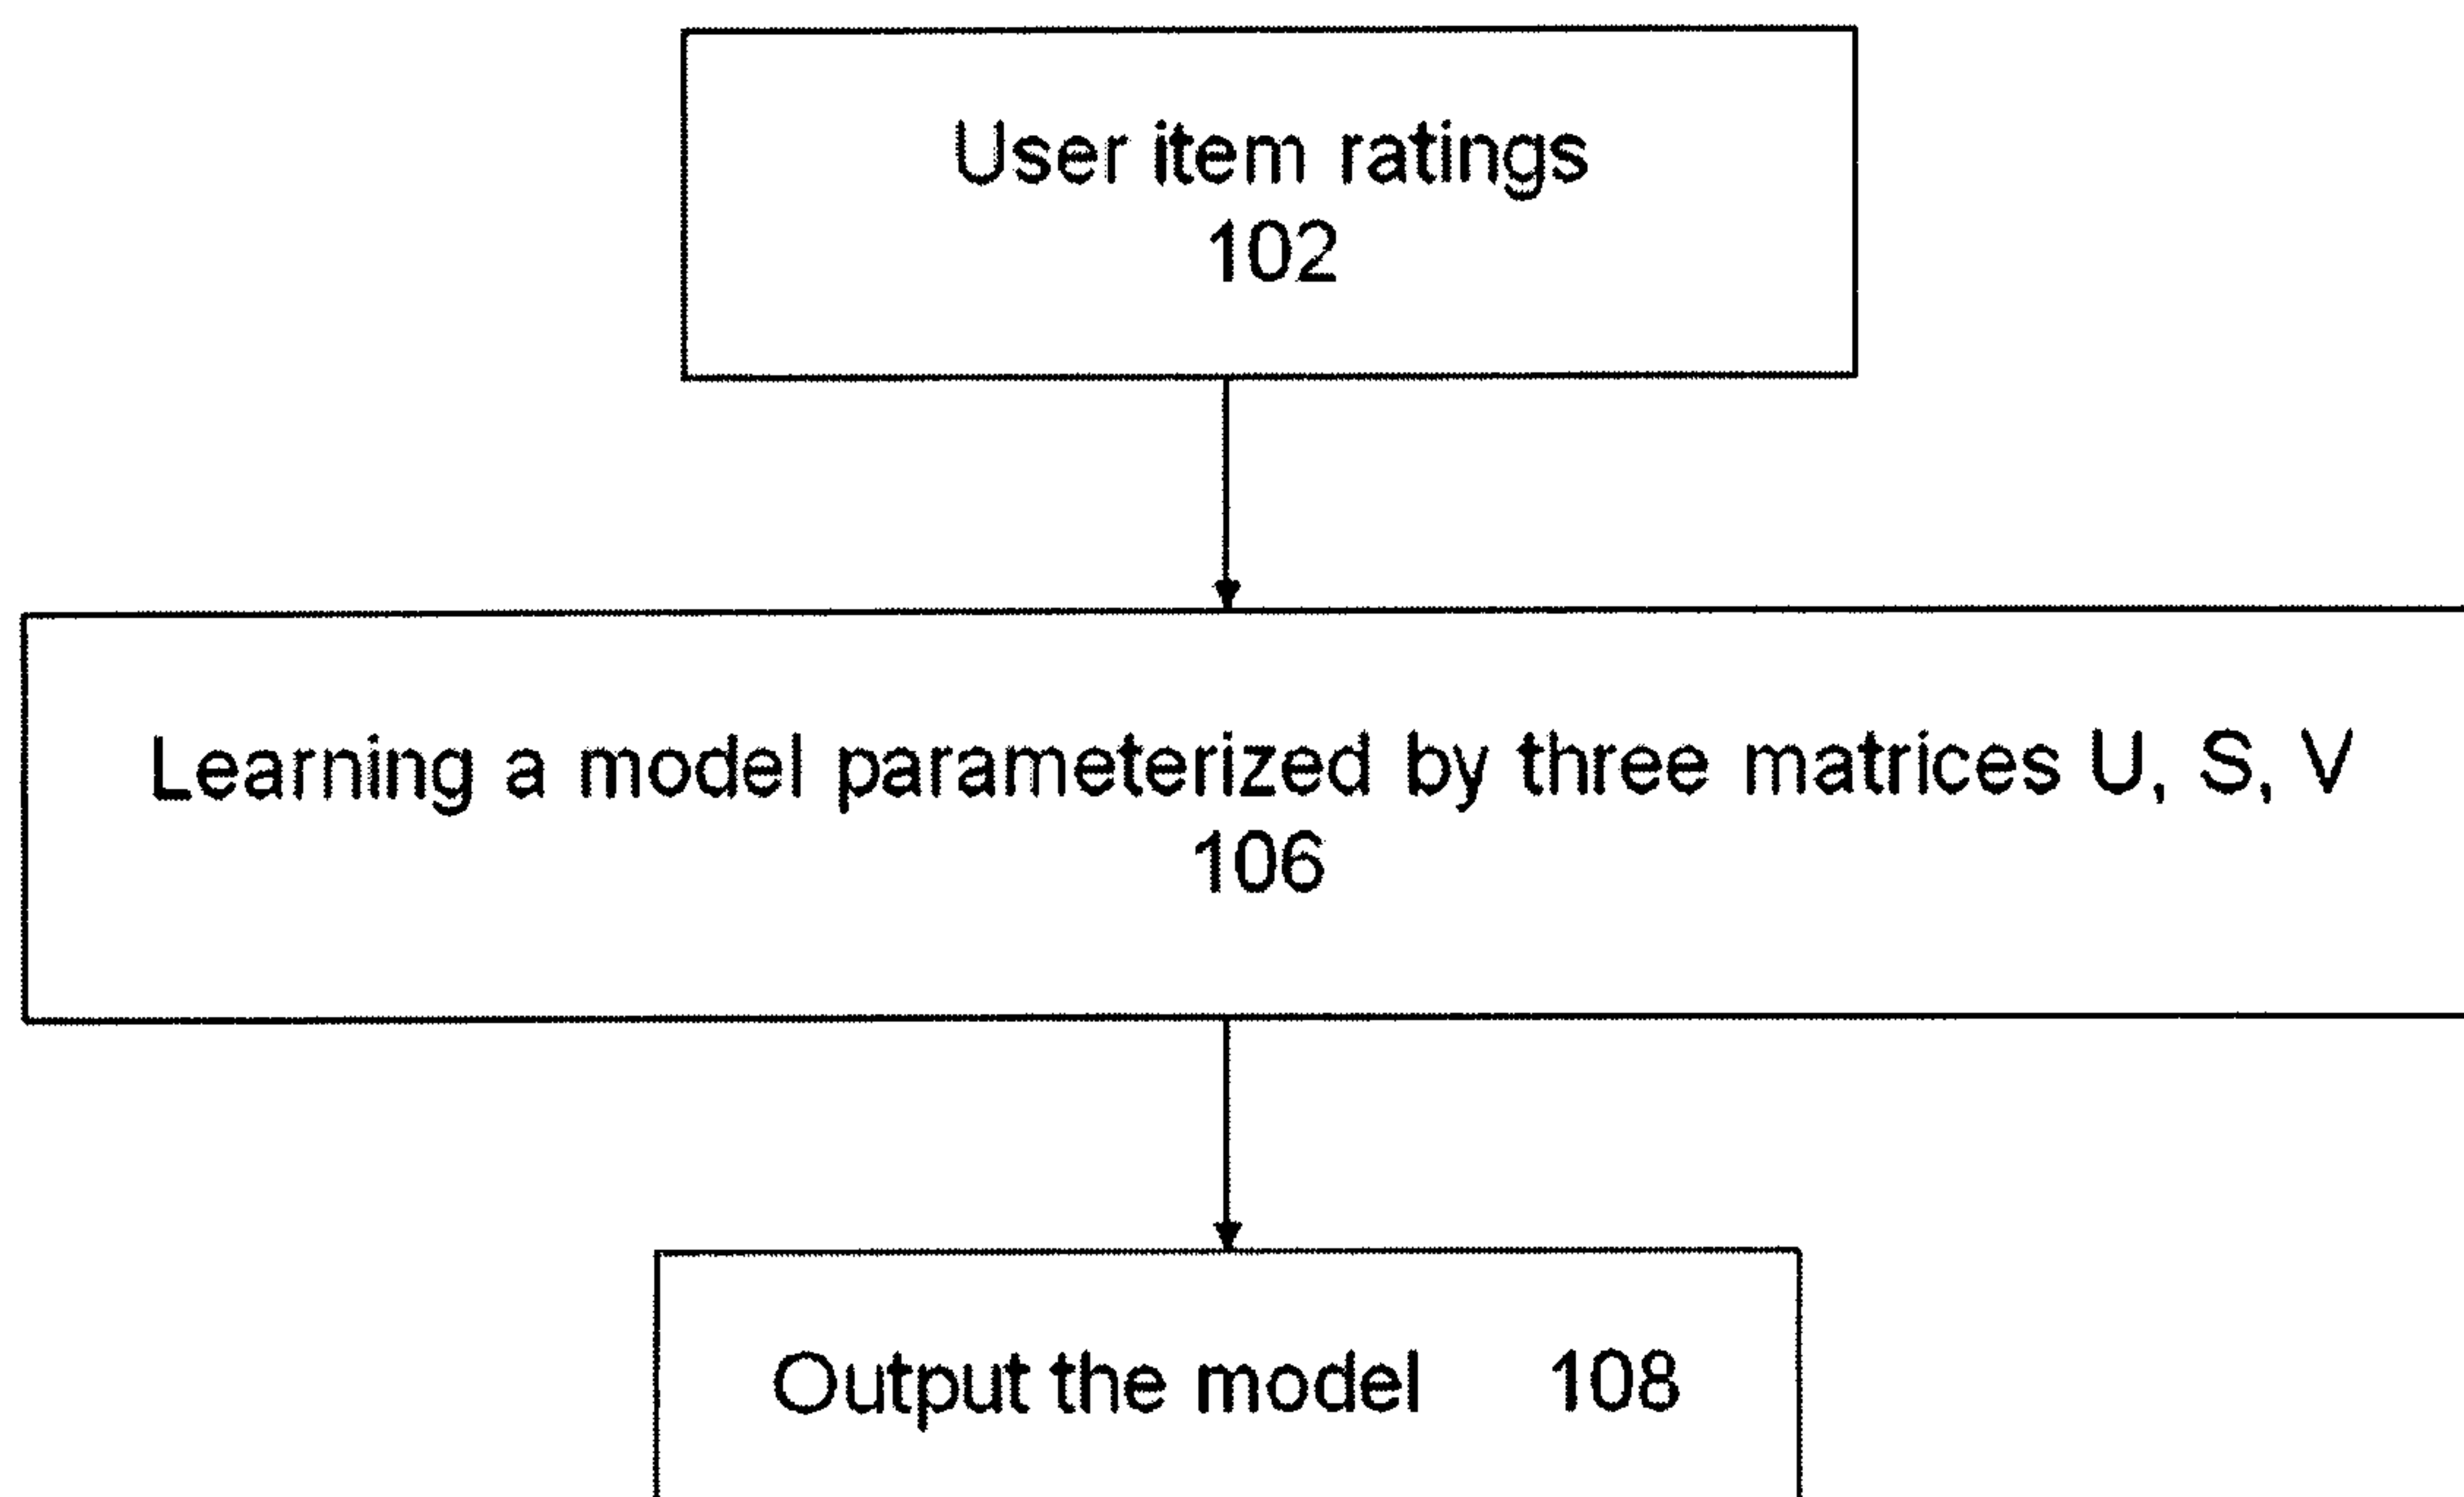 User item ratings
102
Learning a model parameterized by three matrices U, S, V
106
Output the model 108